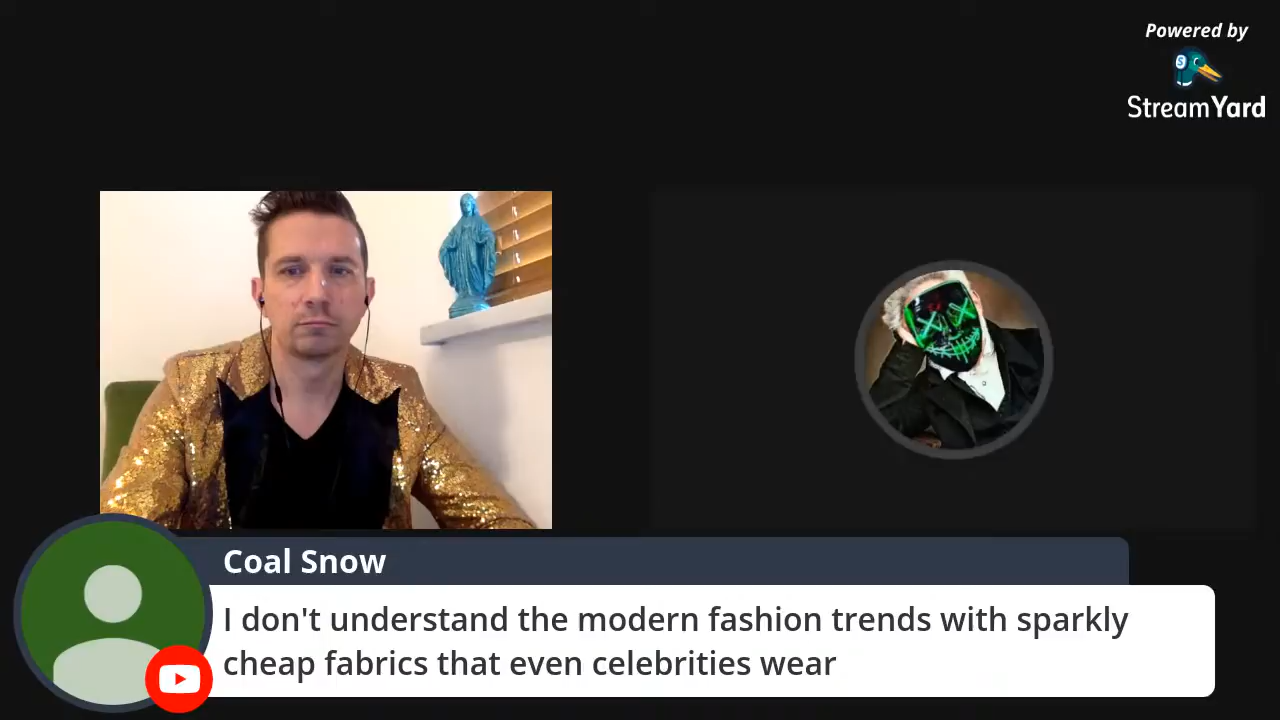 Powered by
StreamYard
Coal Snow
I don't understand the modern fashion trends with sparkly
cheap fabrics that even celebrities wear